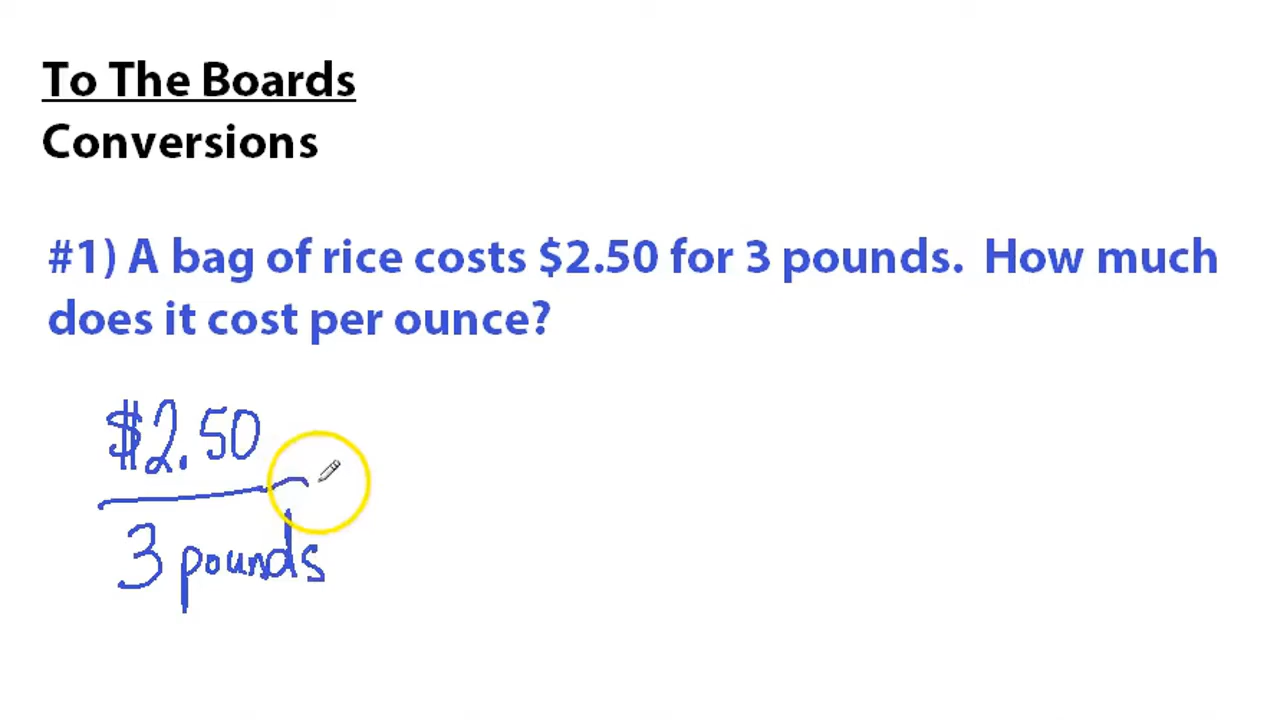 To The Boards
Conversions
#1) A bag of rice costs $2.50 for 3 pounds. How much
does it cost per ounce?
$2.50
3 pounds